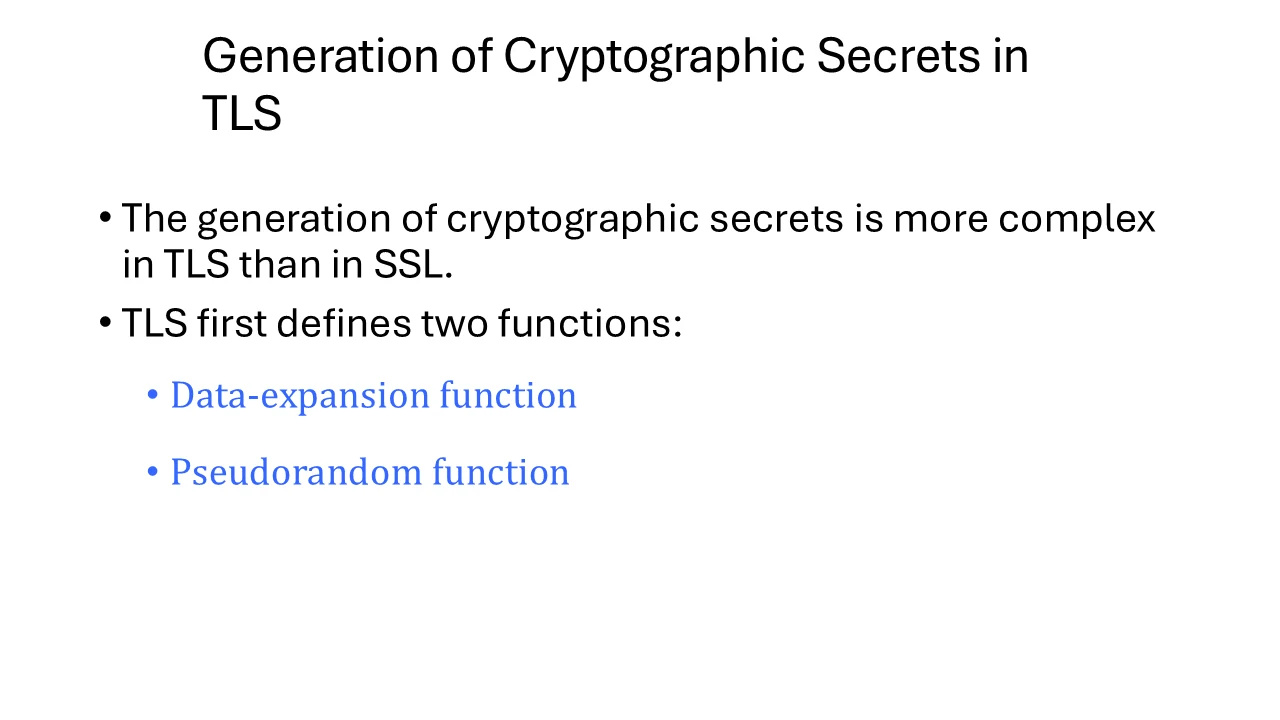 Generation of Cryptographic Secrets in
TLS
• The generation of cryptographic secrets is more complex
in TLS than in SSL.
• TLS first defines two functions:
• Data-expansion function
• Pseudorandom function